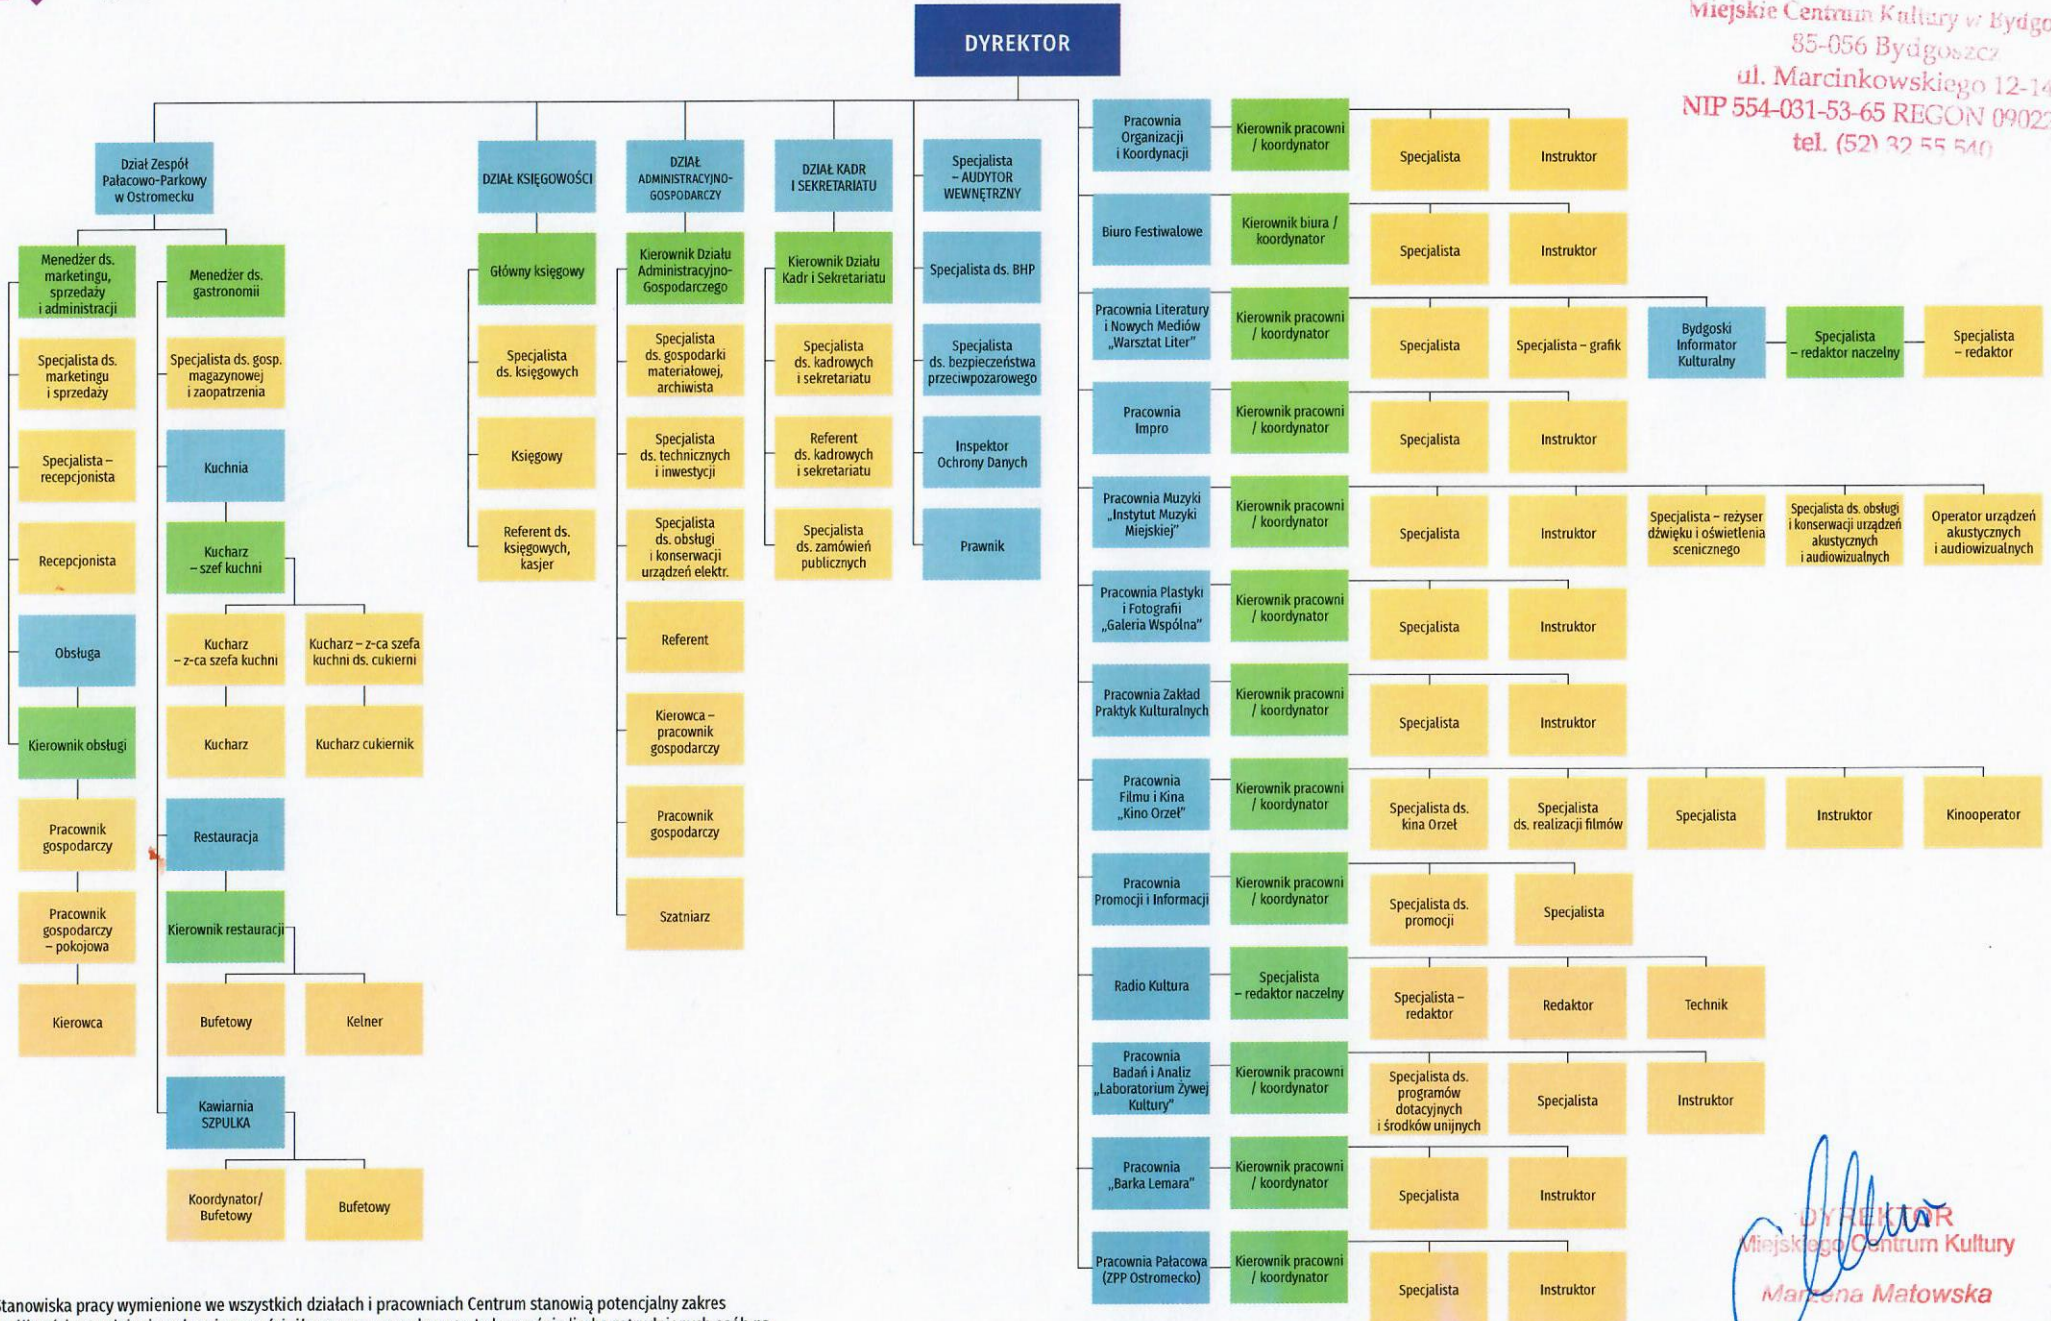 DYREKTOR
Miejskie Centrum Kultury w
85-056 Bydgoszcz
ul. Marcinkowskiego 12-14
NIP 554-031-53-65 REGON
tel. (52) 32 55 540
Dział Zespół
Pałacowo-Parkowy
w Ostromecku
Menedżer ds.
marketingu,
sprzedaży
i administracji
Specjalista ds.
marketingu
i sprzedaży
Specjalista –
recepcjonista
Recepcjonista
Obsługa
Kierownik obsługi
Pracownik
gospodarczy
Pracownik
gospodarczy
– pokojowa
Kierowca
Menedżer ds.
gastronomii
Specjalista ds. gosp.
magazynowej
i zaopatrzenia
Kuchnia
Kucharz
– szef kuchni
Kucharz
– z-ca szefa kuchni
Kucharz – z-ca szefa
kuchni ds. cukierni
Kucharz
Kucharz cukiernik
Restauracja
Kierownik restauracji
Bufetowy
Kelner
Kawiarnia
SZPULKA
Koordynator/
Bufetowy
Bufetowy
DZIAŁ KSIĘGOWOŚCI
Główny księgowy
Specjalista
ds. księgowych
Księgowy
Referent ds.
księgowych,
kasjer
DZIAŁ
ADMINISTRACYJNO-
GOSPODARCZY
Kierownik Działu
Administracyjno-
Gospodarczego
Specjalista
ds. gospodarki
materiałowej,
archiwista
Specjalista
ds. technicznych
i inwestycji
Specjalista
ds. obsługi
i konserwacji
urządzeń elektr.
Referent
Kierowca –
pracownik
gospodarczy
Pracownik
gospodarczy
Szatniarz
DZIAŁ KADR
I SEKRETARIATU
Kierownik Działu
Kadr i Sekretariatu
Specjalista
ds. kadrowych
i sekretariatu
Referent
ds. kadrowych
i sekretariatu
Specjalista
ds. zamówień
publicznych
Specjalista
– AUDYTOR
WEWNĘTRZNY
Specjalista ds. BHP
Specjalista
ds. bezpieczeństwa
przeciwpożarowego
Inspektor
Ochrony Danych
Prawnik
Pracownia
Organizacji
i Koordynacji
Kierownik pracowni
/ koordynator
Specjalista
Instruktor
Biuro Festiwalowe
Kierownik biura /
koordynator
Specjalista
Instruktor
Pracownia Literatury
i Nowych Mediów
„Warsztat Liter”
Kierownik pracowni
/ koordynator
Specjalista
Specjalista – grafik
Bydgoski
Informator
Kulturalny
Specjalista
– redaktor naczelny
Specjalista
– redaktor
Pracownia
Impro
Kierownik pracowni
/ koordynator
Specjalista
Instruktor
Pracownia Muzyki
„Instytut Muzyki
Miejskiej”
Kierownik pracowni
/ koordynator
Specjalista
Instruktor
Specjalista – reżyser
dźwięku i oświetlenia
scenicznego
Specjalista ds. obsługi
i konserwacji urządzeń
akustycznych
i audiowizualnych
Operator urządzeń
akustycznych
i audiowizualnych
Pracownia Plastyki
i Fotografii
„Galeria Wspólna”
Kierownik pracowni
/ koordynator
Specjalista
Instruktor
Pracownia Zakład
Praktyk Kulturalnych
Kierownik pracowni
/ koordynator
Specjalista
Instruktor
Pracownia
Filmu i Kina
„Kino Orzeł”
Kierownik pracowni
/ koordynator
Specjalista ds.
kina Orzeł
Specjalista
ds. realizacji filmów
Specjalista
Instruktor
Kinooperator
Pracownia
Promocji i Informacji
Kierownik pracowni
/ koordynator
Specjalista ds.
promocji
Specjalista
Radio Kultura
Specjalista
– redaktor naczelny
Specjalista –
redaktor
Redaktor
Technik
Pracownia
Badań i Analiz
„Laboratorium Żywej
Kultury”
Kierownik pracowni
/ koordynator
Specjalista ds.
programów
dotacyjnych
i środków unijnych
Specjalista
Instruktor
Pracownia
„Barka Lemara”
Kierownik pracowni
/ koordynator
Specjalista
Instruktor
Pracownia Pałacowa
(ZPP Ostromecko)
Kierownik pracowni
/ koordynator
Specjalista
Instruktor
Stanowiska pracy wymienione we wszystkich działach i pracowniach Centrum stanowią potencjalny zakres
DYREKTOR
Miejskiego Centrum Kultury
Marzena Matowska